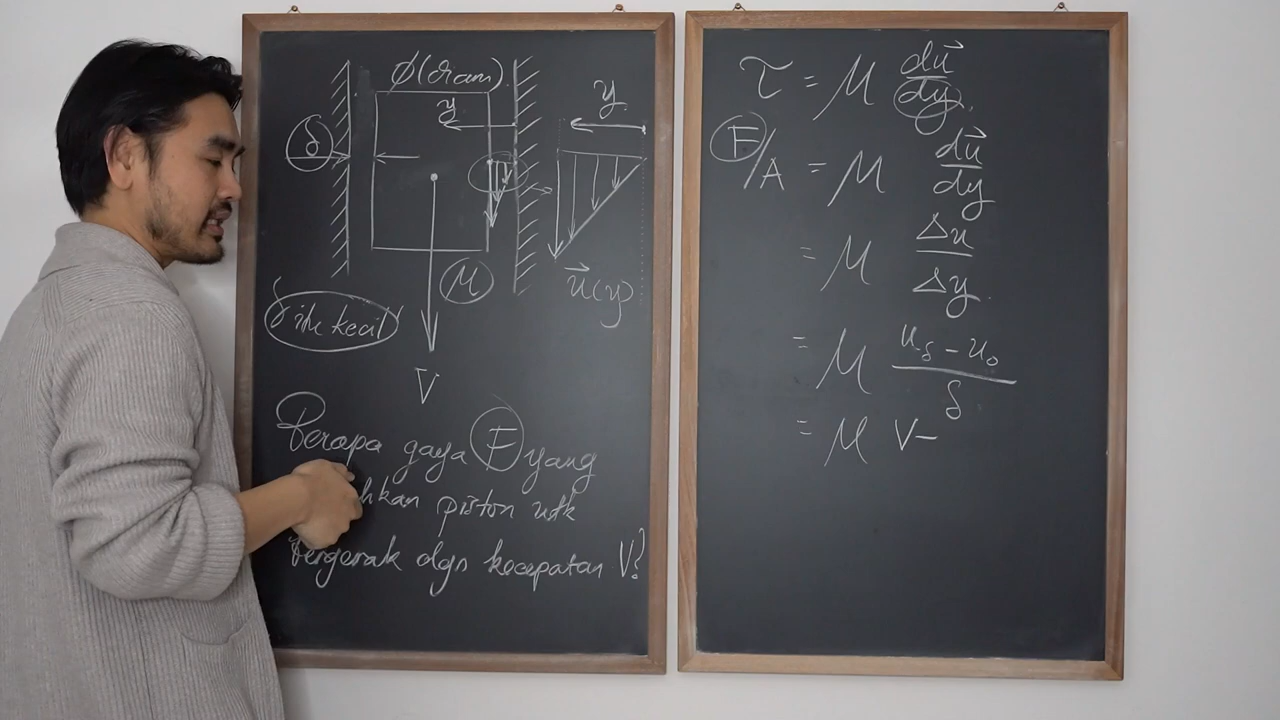 ϕ(diam)
y
δ
M
δ itu kecil
V
y
u⃗(y)
Berapa gaya F yang
hkan piston utk
bergerak dgn kecepatan V?
τ = μ du⃗/dy
F/A = μ du⃗/dy
= μ Δu/Δy
= μ (u_δ - u_0)/δ
= μ V-